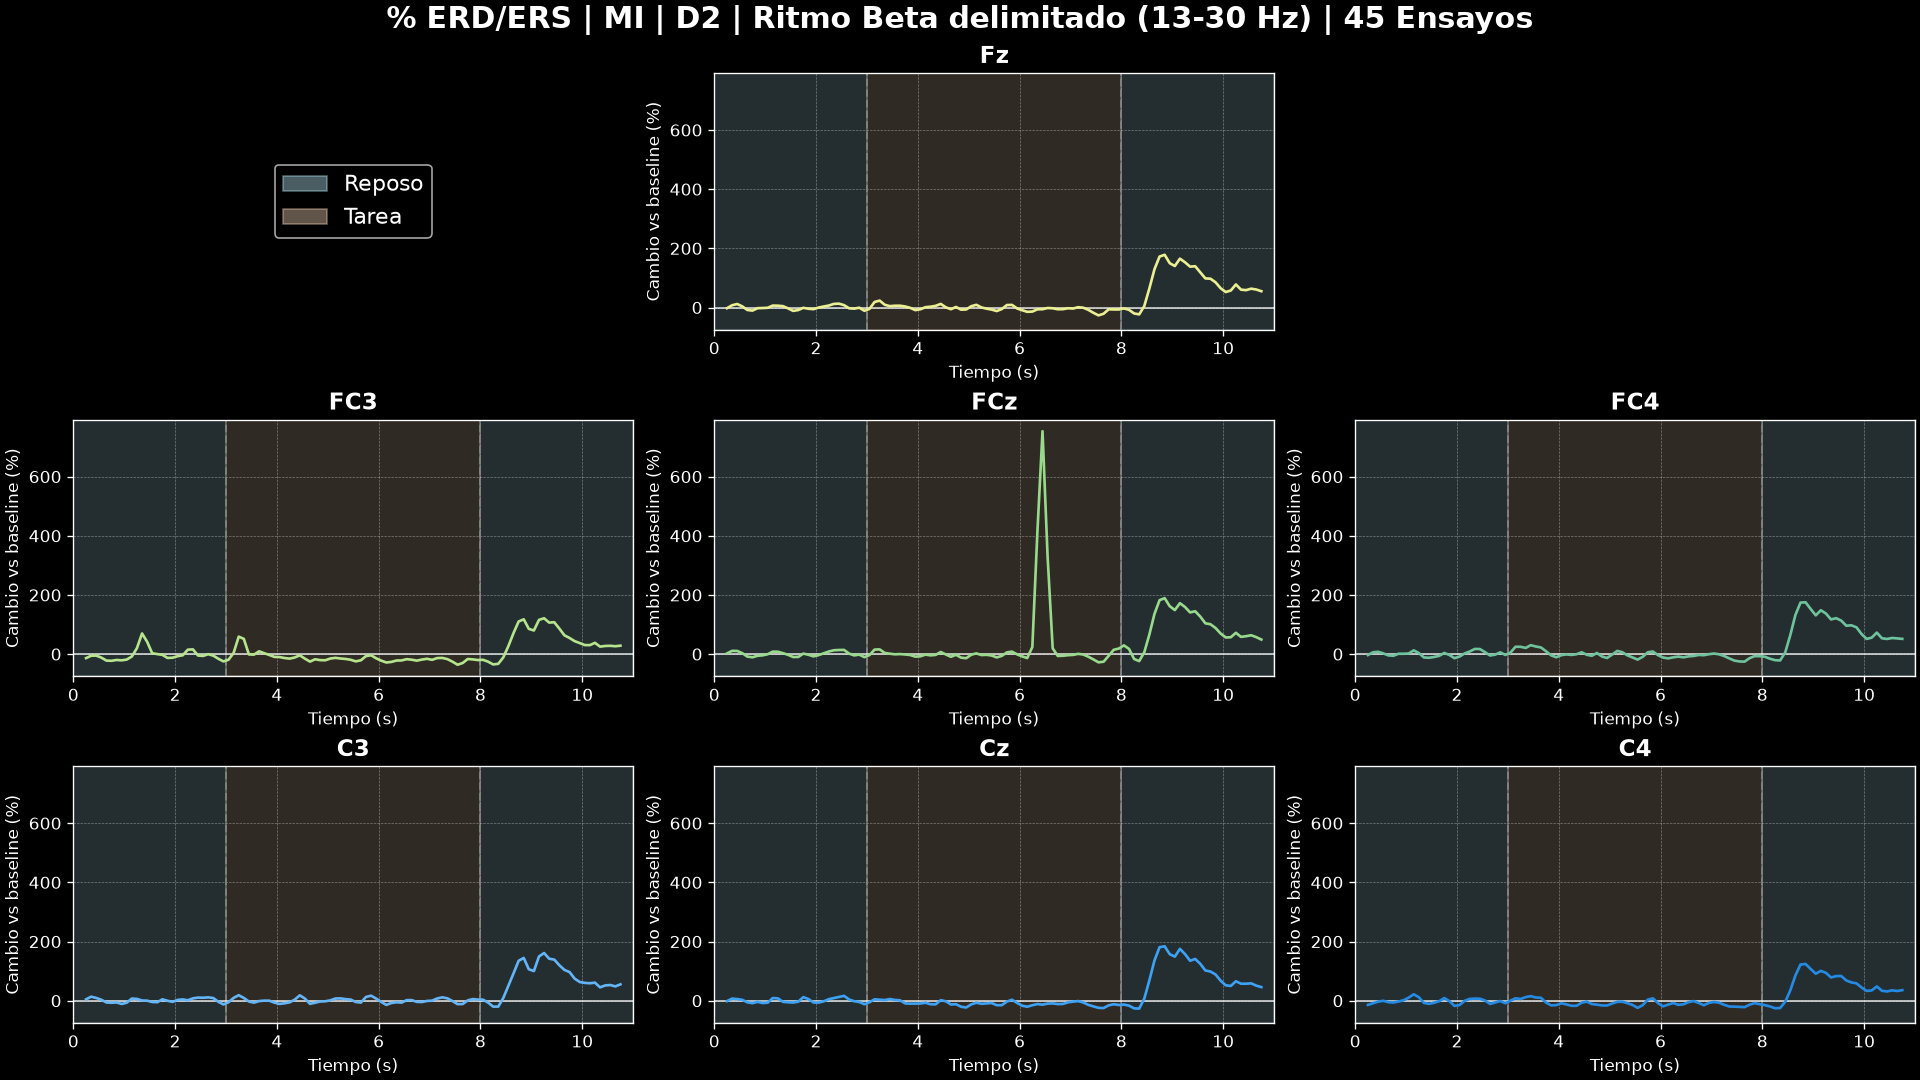 % ERD/ERS | MI | D2 | Ritmo Beta delimitado (13-30 Hz) | 45 Ensayos
Reposo
Tarea
Fz
Cambio vs baseline (%)
600
400
200
0
0 2 4 6 8 10
Tiempo (s)
FC3
Cambio vs baseline (%)
600
400
200
0
0 2 4 6 8 10
Tiempo (s)
FCz
Cambio vs baseline (%)
600
400
200
0
0 2 4 6 8 10
Tiempo (s)
FC4
Cambio vs baseline (%)
600
400
200
0
0 2 4 6 8 10
Tiempo (s)
C3
Cambio vs baseline (%)
600
400
200
0
0 2 4 6 8 10
Tiempo (s)
Cz
Cambio vs baseline (%)
600
400
200
0
0 2 4 6 8 10
Tiempo (s)
C4
Cambio vs baseline (%)
600
400
200
0
0 2 4 6 8 10
Tiempo (s)